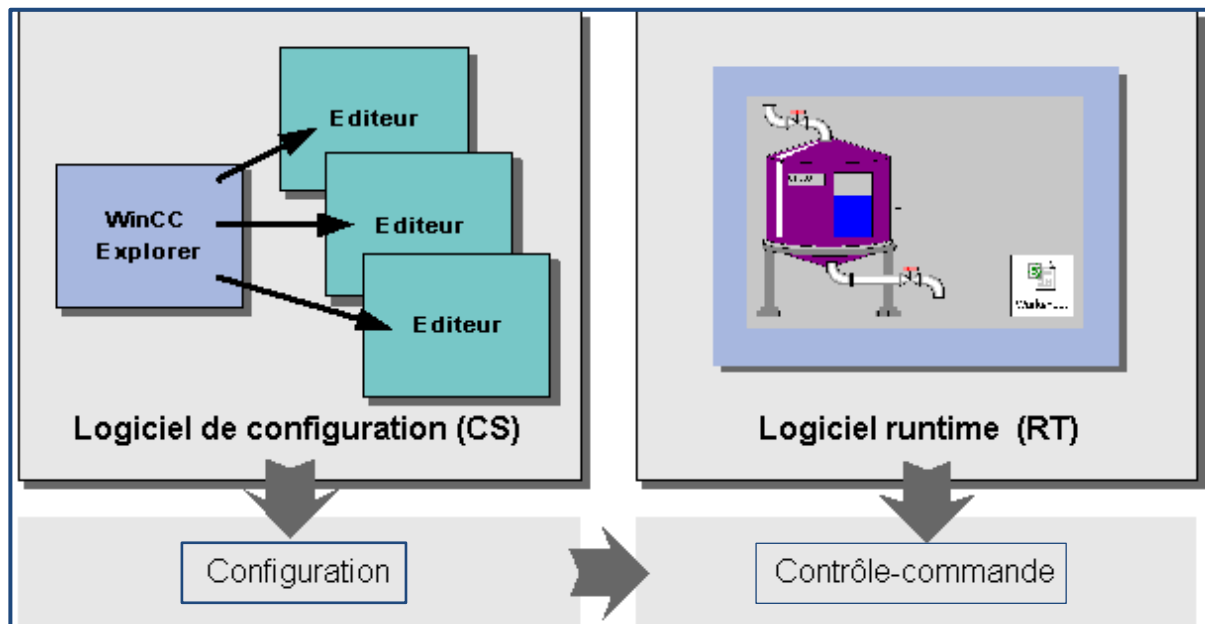 Editeur
WinCC
Explorer
Editeur
Editeur
Logiciel de configuration (CS)
Logiciel runtime (RT)
Configuration
Contrôle-commande